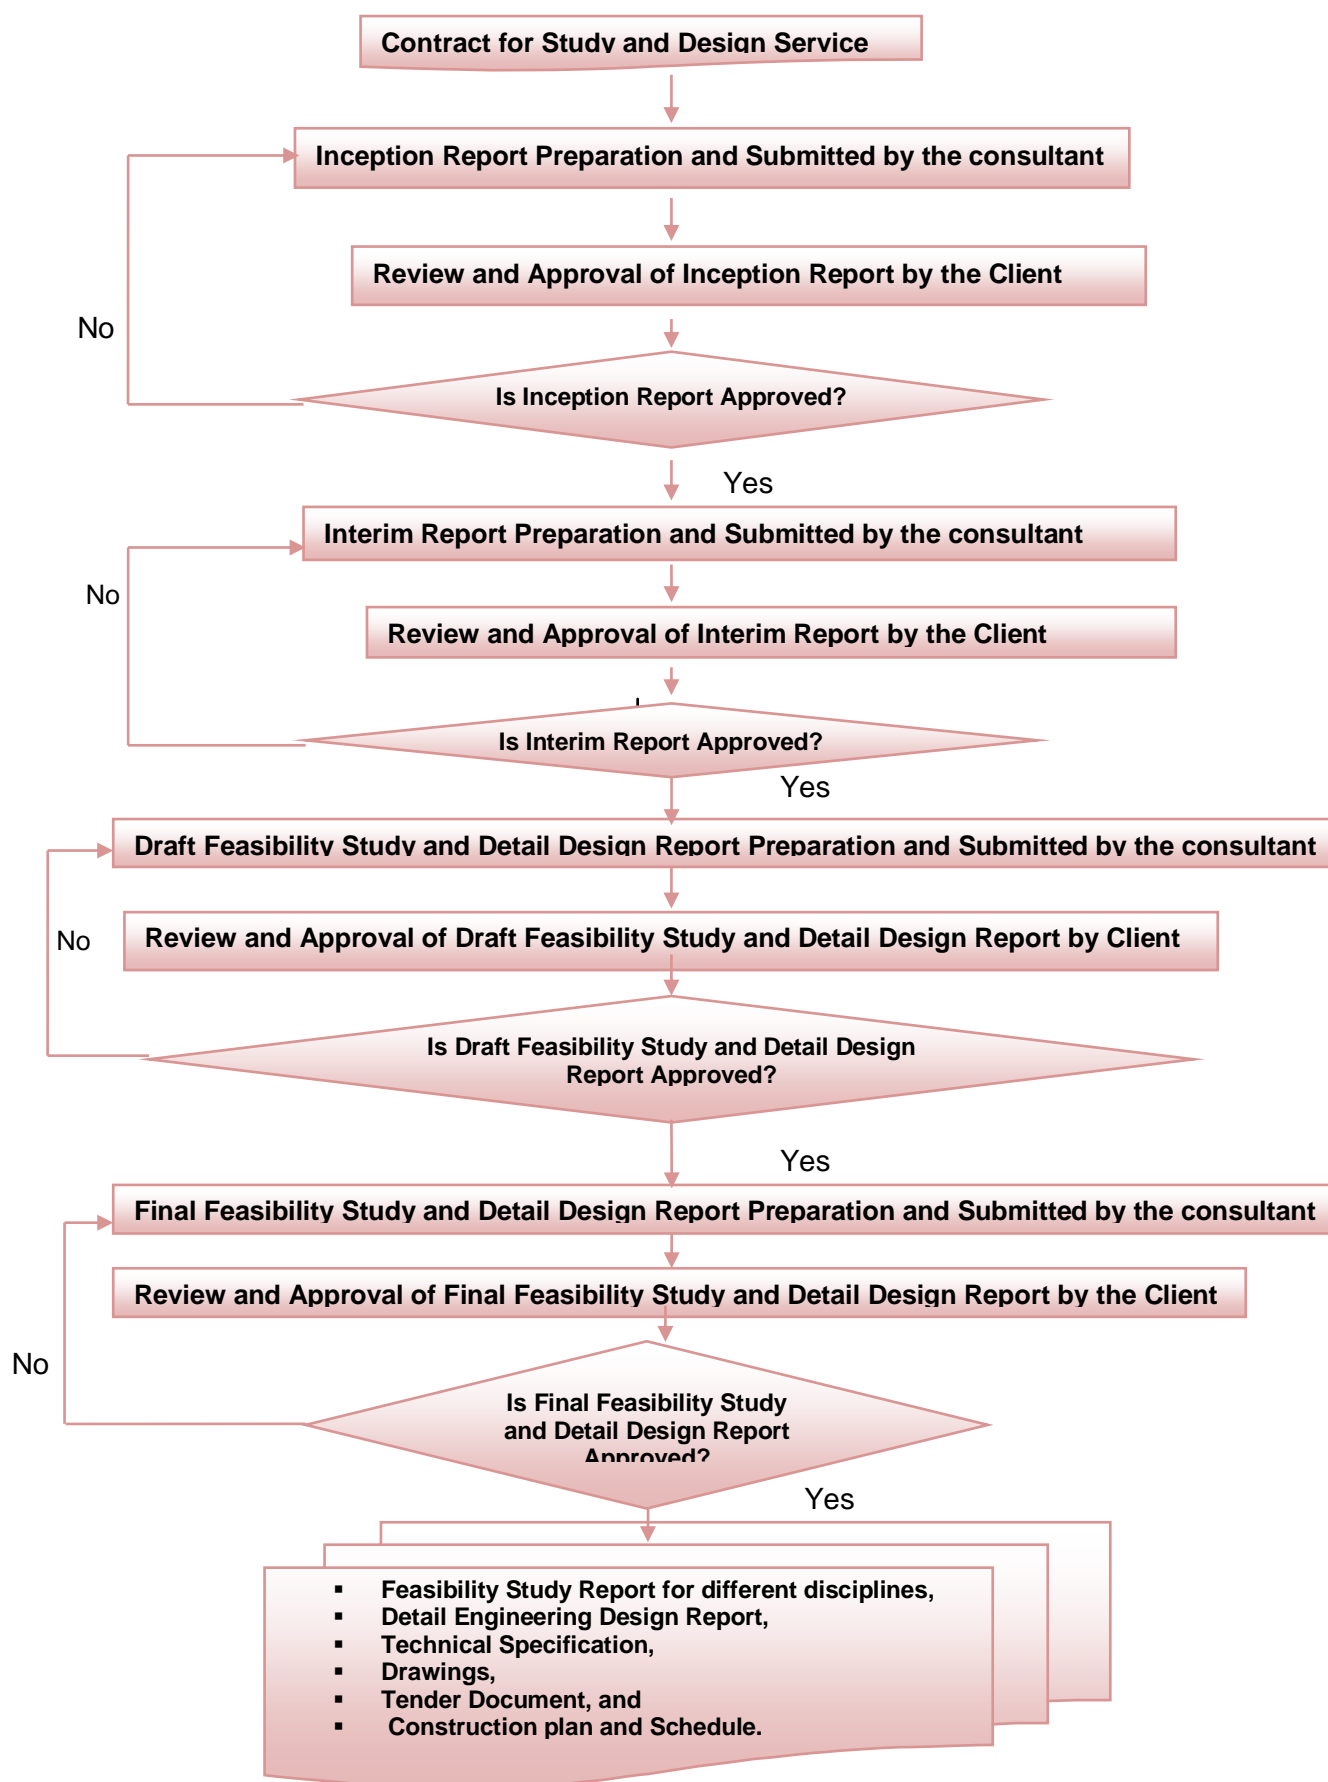 Contract for Study and Design Service
Inception Report Preparation and Submitted by the consultant
Review and Approval of Inception Report by the Client
No
Is Inception Report Approved?
Yes
Interim Report Preparation and Submitted by the consultant
No
Review and Approval of Interim Report by the Client
Is Interim Report Approved?
Yes
Draft Feasibility Study and Detail Design Report Preparation and Submitted by the consultant
No
Review and Approval of Draft Feasibility Study and Detail Design Report by Client
Is Draft Feasibility Study and Detail Design
Report Approved?
Yes
Final Feasibility Study and Detail Design Report Preparation and Submitted by the consultant
Review and Approval of Final Feasibility Study and Detail Design Report by the Client
No
Is Final Feasibility Study
and Detail Design Report
Approved?
Yes
▪ Feasibility Study Report for different disciplines,
▪ Detail Engineering Design Report,
▪ Technical Specification,
▪ Drawings,
▪ Tender Document, and
▪ Construction plan and Schedule.